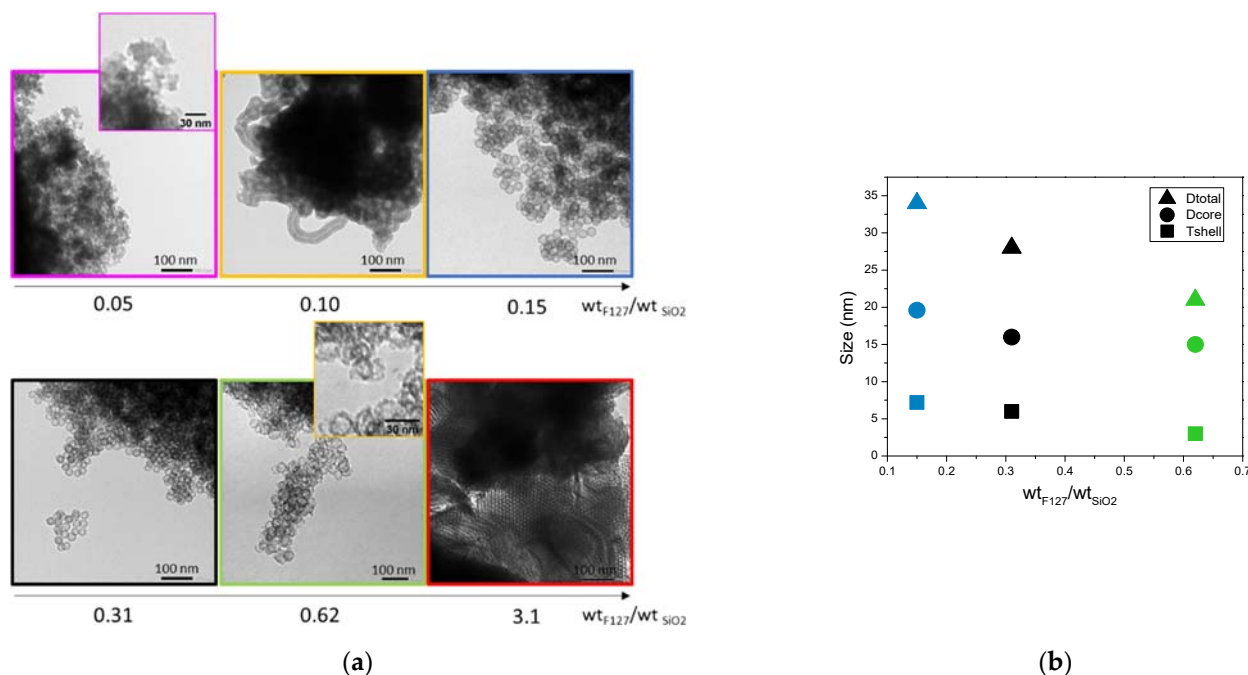 30 nm
100 nm
100 nm
100 nm
0.05
0.10
0.15
wtF127/wt SiO2
30 nm
100 nm
100 nm
100 nm
0.31
0.62
3.1
wtF127/wt SiO2
(a)
35
30
25
20
15
10
5
0
Size (nm)
Dtotal
Dcore
Tshell
0.1
0.2
0.3
0.4
0.5
0.6
0.7
wtF127/wtSiO2
(b)